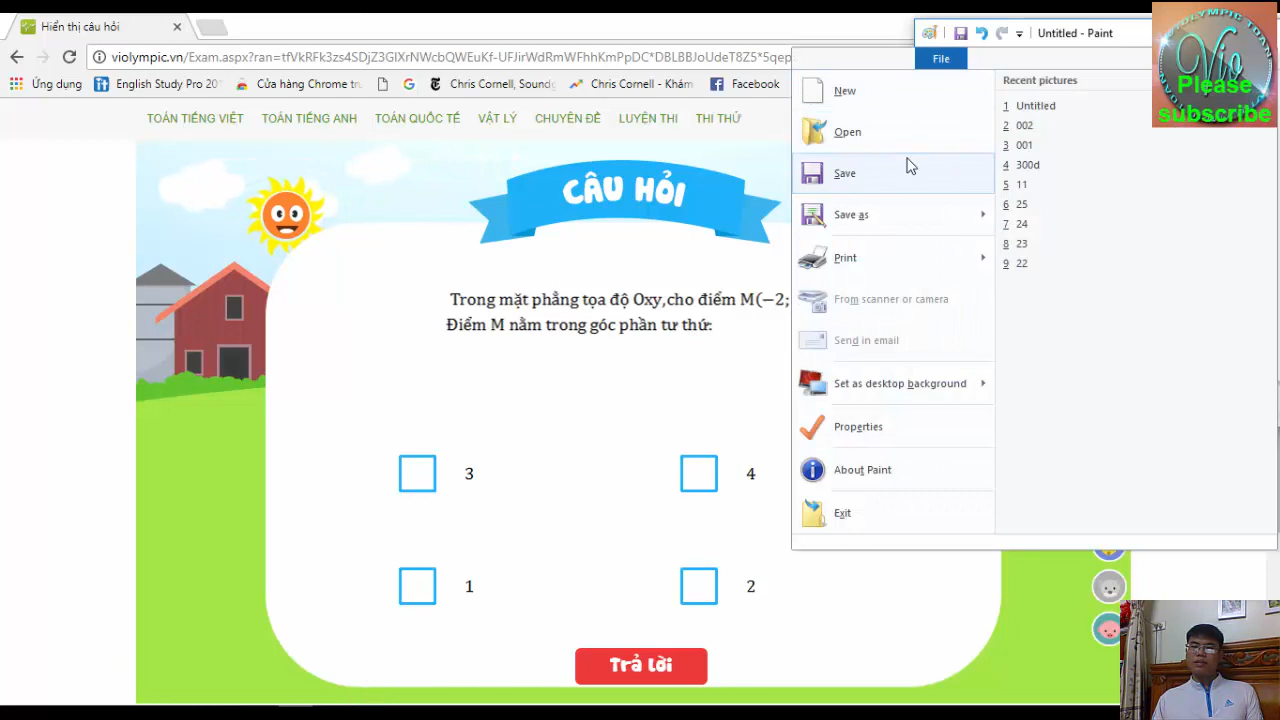 Hiển thị câu hỏi
violympic.vn/Exam.aspx?ran=tfVkRFk3zs4SDjZ3GlXrNWcbQWEuKf-UFJirWdRmWFhhKmPpDC*DBLBBJoUdeT8Z5*5qep
Ứng dụng
English Study Pro 20
Cửa hàng Chrome tr
Chris Cornell, Soundg
Chris Cornell - Khám
Facebook
TOÁN TIẾNG VIỆT
TOÁN TIẾNG ANH
TOÁN QUỐC TẾ
VẬT LÝ
CHUYÊN ĐỀ
LUYỆN THI
THI THỬ
CÂU HỎI
Trong mặt phẳng tọa độ Oxy,cho điểm M(−2;
Điểm M nằm trong góc phần tư thứ:
3
4
1
2
Trả lời
Untitled - Paint
File
New
Open
Save
Save as
Print
From scanner or camera
Send in email
Set as desktop background
Properties
About Paint
Exit
Recent pictures
1 Untitled
2 002
3 001
4 300d
5 11
6 25
7 24
8 23
9 22
VIOLYMPIC TOAN
Vio
Please
subscribe